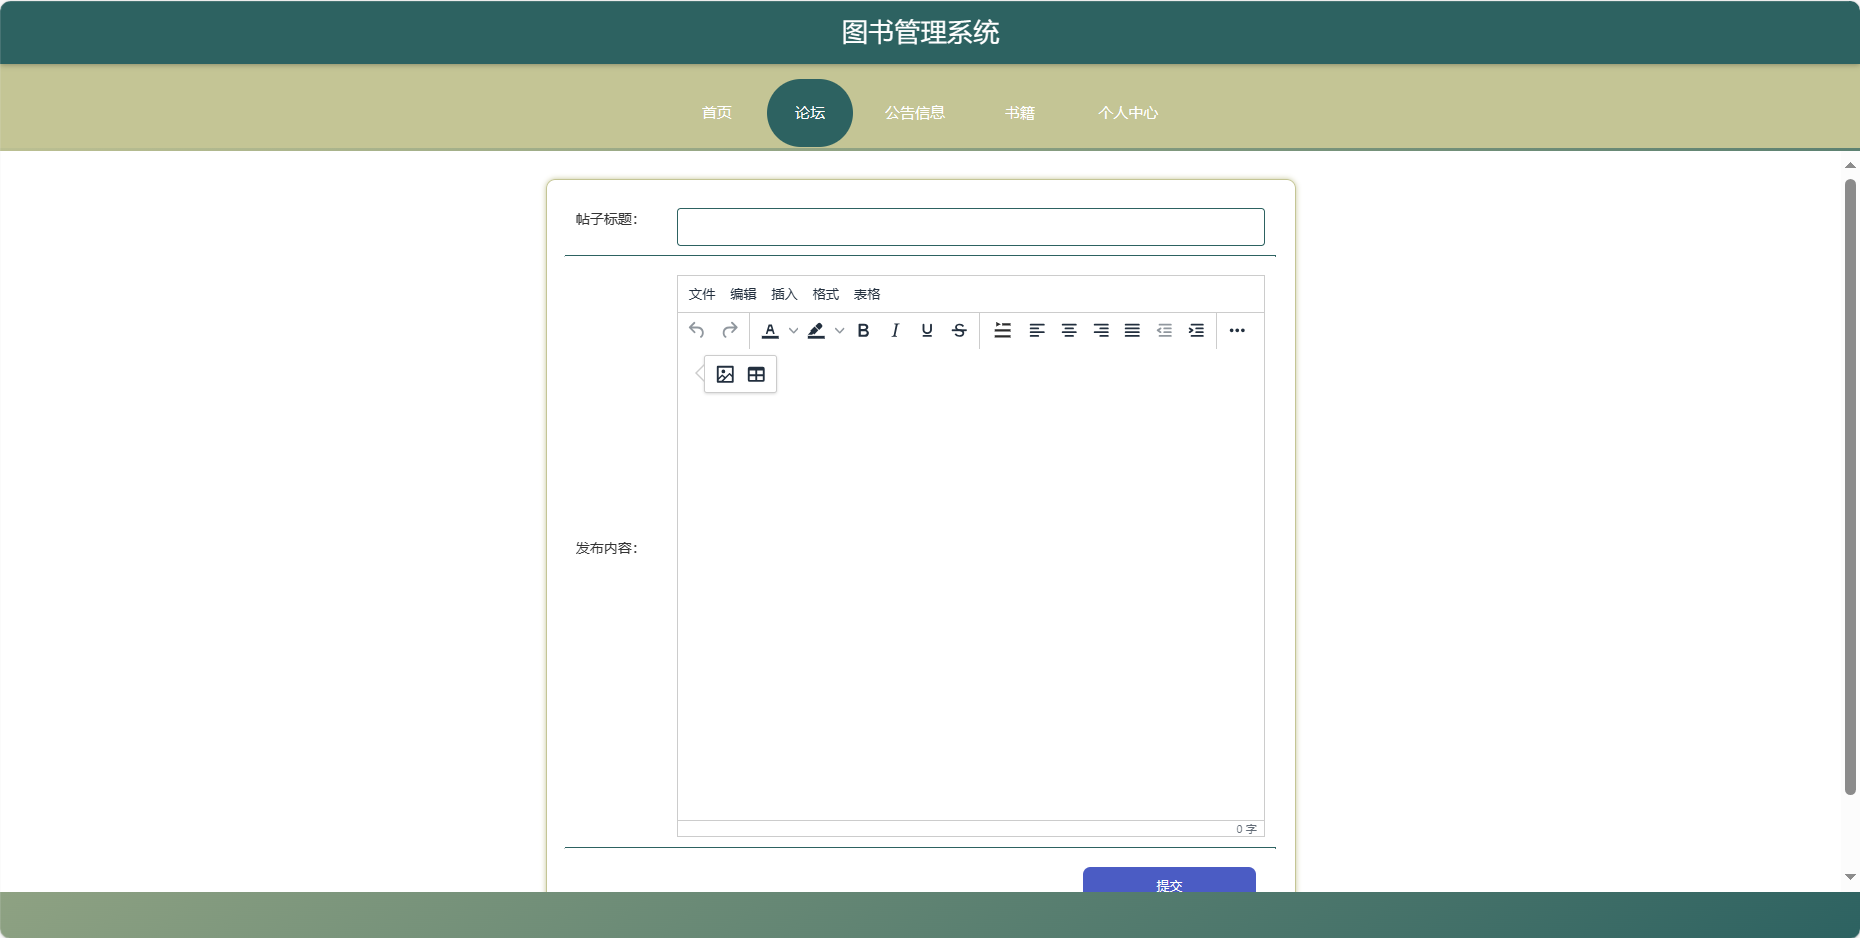 图书管理系统
首页 论坛 公告信息 书籍 个人中心
帖子标题：
文件 编辑 插入 格式 表格
发布内容：
0 字
提交